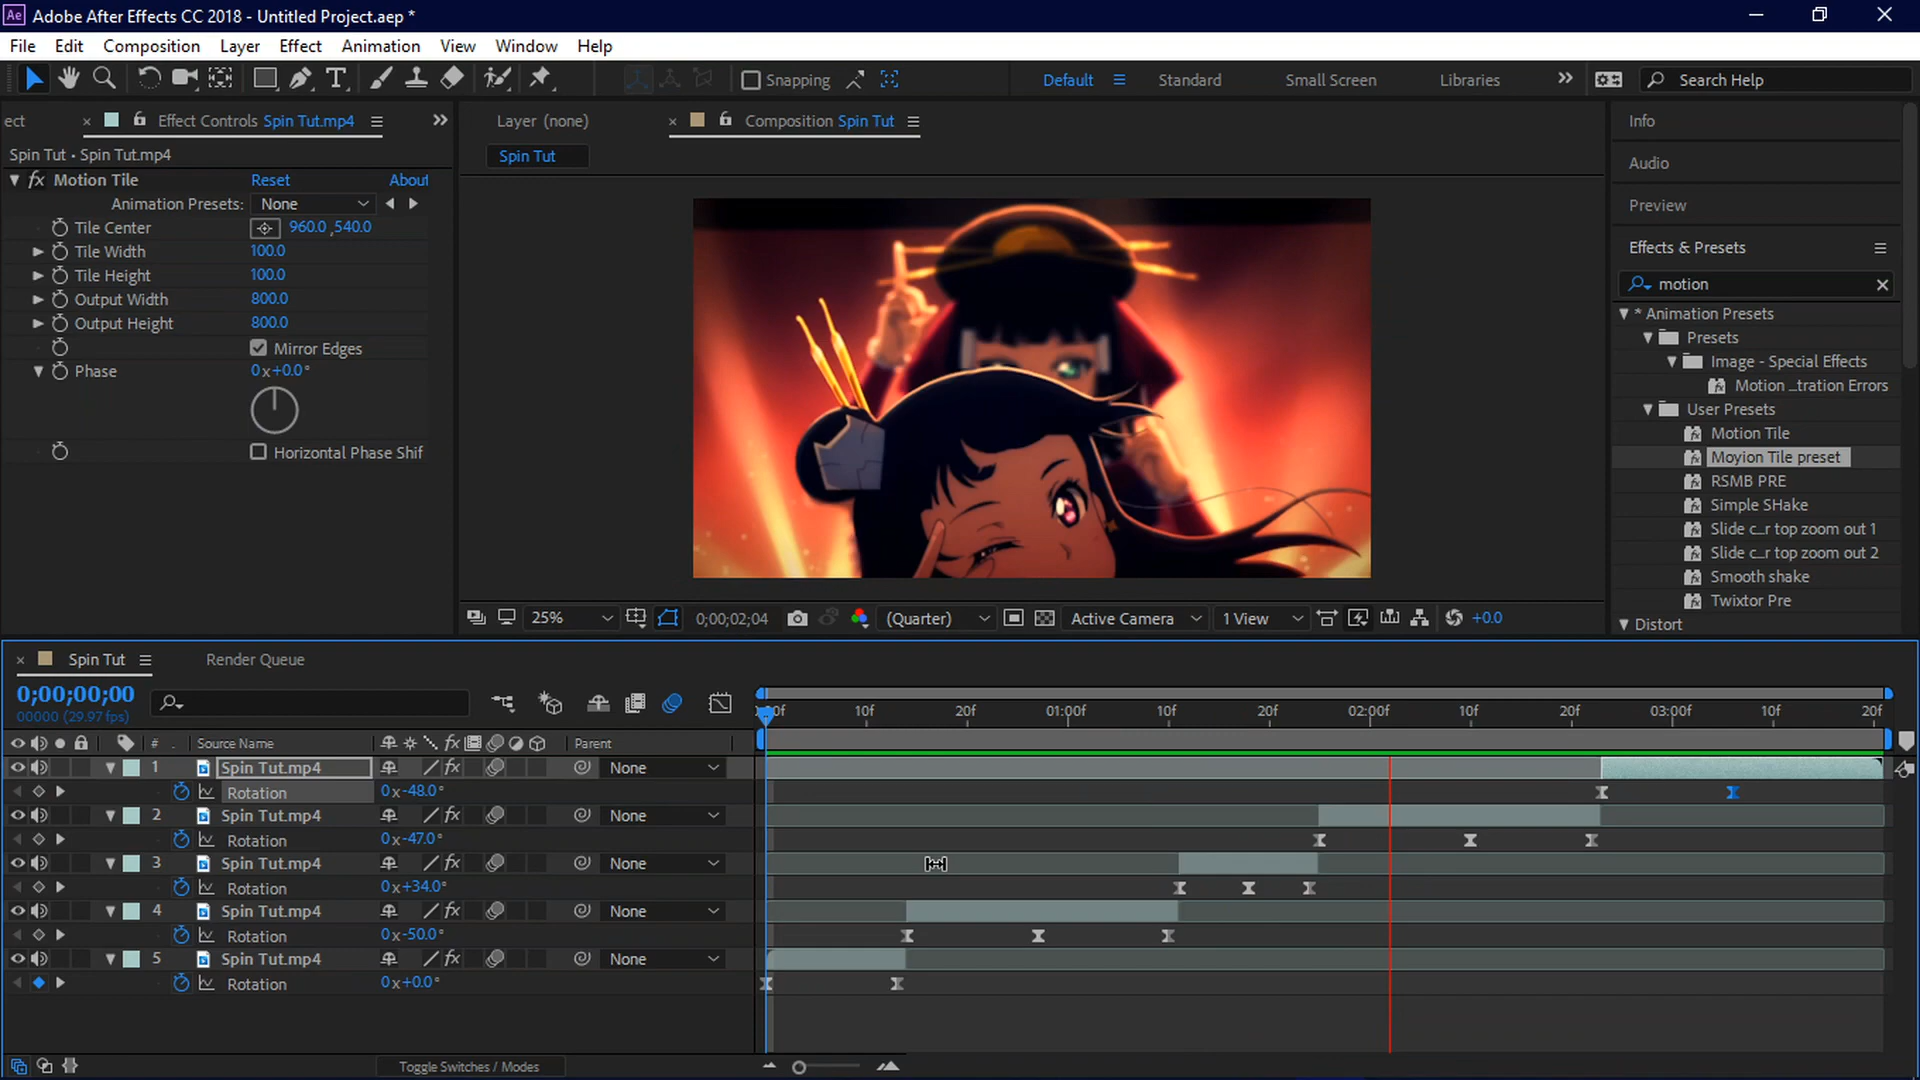 Ae Adobe After Effects CC 2018 - Untitled Project.aep *
File Edit Composition Layer Effect Animation View Window Help
Snapping Default Standard Small Screen Libraries Search Help
ect Effect Controls Spin Tut.mp4
Spin Tut • Spin Tut.mp4
fx Motion Tile Reset About
Animation Presets: None
Tile Center 960.0 ,540.0
Tile Width 100.0
Tile Height 100.0
Output Width 800.0
Output Height 800.0
Mirror Edges
Phase 0 x+0.0°
Horizontal Phase Shif
Layer (none) Composition Spin Tut
Spin Tut
25% 0;00;02;04 (Quarter) Active Camera 1 View +0.0
Info
Audio
Preview
Effects & Presets
motion
* Animation Presets
Presets
Image - Special Effects
Motion ...tration Errors
User Presets
Motion Tile
Moyion Tile preset
RSMB PRE
Simple SHake
Slide c...r top zoom out 1
Slide c...r top zoom out 2
Smooth shake
Twixtor Pre
Distort
Spin Tut Render Queue
0;00;00;00
00000 (29.97 fps)
:00f 10f 20f 01:00f 10f 20f 02:00f 10f 20f 03:00f 10f 20f
# . Source Name fx Parent
1 Spin Tut.mp4 fx None
Rotation 0 x-48.0°
2 Spin Tut.mp4 fx None
Rotation 0 x-47.0°
3 Spin Tut.mp4 fx None
Rotation 0 x+34.0°
4 Spin Tut.mp4 fx None
Rotation 0 x-50.0°
5 Spin Tut.mp4 fx None
Rotation 0 x+0.0°
Toggle Switches / Modes